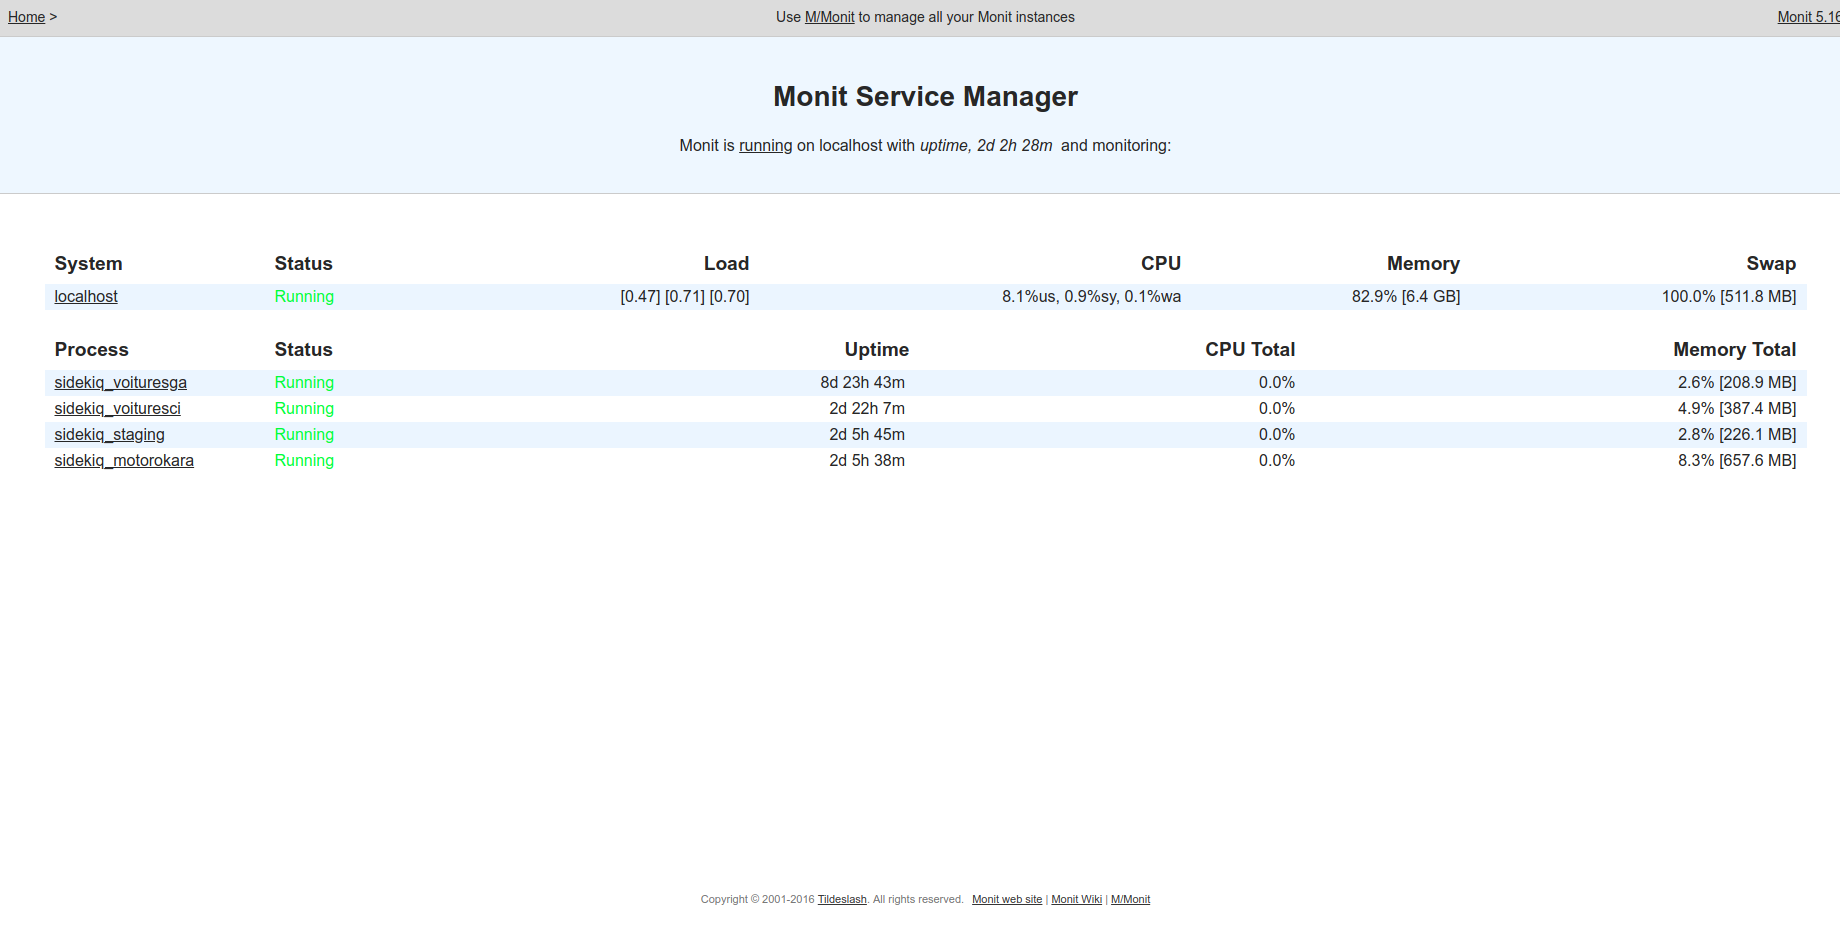 Home > Use M/Monit to manage all your Monit instances Monit 5.16
Monit Service Manager
Monit is running on localhost with uptime, 2d 2h 28m and monitoring:
System Status Load CPU Memory Swap
localhost Running [0.47] [0.71] [0.70] 8.1%us, 0.9%sy, 0.1%wa 82.9% [6.4 GB] 100.0% [511.8 MB]
Process Status Uptime CPU Total Memory Total
sidekiq_voituresga Running 8d 23h 43m 0.0% 2.6% [208.9 MB]
sidekiq_voituresci Running 2d 22h 7m 0.0% 4.9% [387.4 MB]
sidekiq_staging Running 2d 5h 45m 0.0% 2.8% [226.1 MB]
sidekiq_motorokara Running 2d 5h 38m 0.0% 8.3% [657.6 MB]
Copyright © 2001-2016 Tildeslash. All rights reserved. Monit web site | Monit Wiki | M/Monit